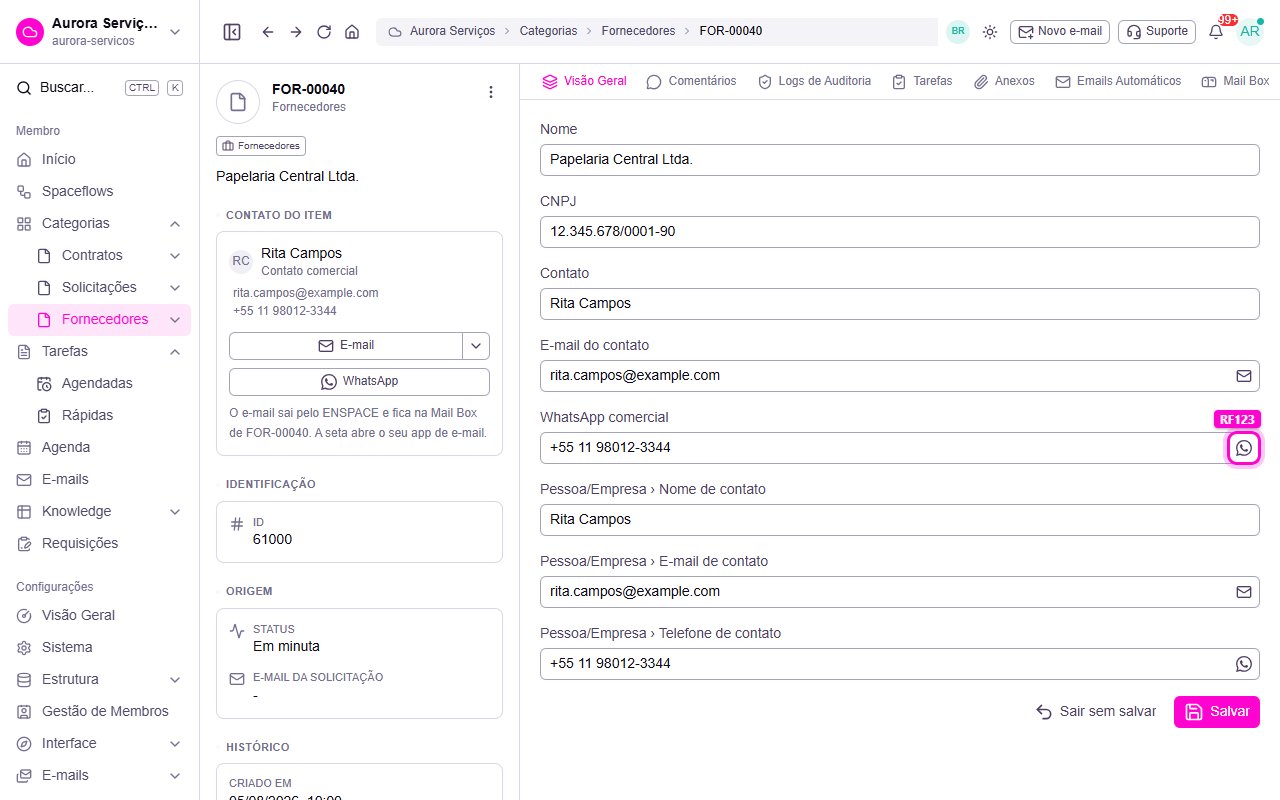 Aurora Serviç...
aurora-servicos
Aurora Serviços
Categorias
Fornecedores
FOR-00040
BR
Novo e-mail
Suporte
99+
AR
Buscar...
CTRL
K
Membro
Início
Spaceflows
Categorias
Contratos
Solicitações
Fornecedores
Tarefas
Agendadas
Rápidas
Agenda
E-mails
Knowledge
Requisições
Configurações
Visão Geral
Sistema
Estrutura
Gestão de Membros
Interface
E-mails
FOR-00040
Fornecedores
Fornecedores
Papelaria Central Ltda.
CONTATO DO ITEM
RC
Rita Campos
Contato comercial
rita.campos@example.com
+55 11 98012-3344
E-mail
WhatsApp
O e-mail sai pelo ENSPACE e fica na Mail Box
de FOR-00040. A seta abre o seu app de e-mail.
IDENTIFICAÇÃO
ID
61000
ORIGEM
STATUS
Em minuta
E-MAIL DA SOLICITAÇÃO
-
HISTÓRICO
CRIADO EM
Visão Geral
Comentários
Logs de Auditoria
Tarefas
Anexos
Emails Automáticos
Mail Box
Nome
Papelaria Central Ltda.
CNPJ
12.345.678/0001-90
Contato
Rita Campos
E-mail do contato
rita.campos@example.com
WhatsApp comercial
RF123
+55 11 98012-3344
Pessoa/Empresa › Nome de contato
Rita Campos
Pessoa/Empresa › E-mail de contato
rita.campos@example.com
Pessoa/Empresa › Telefone de contato
+55 11 98012-3344
Sair sem salvar
Salvar